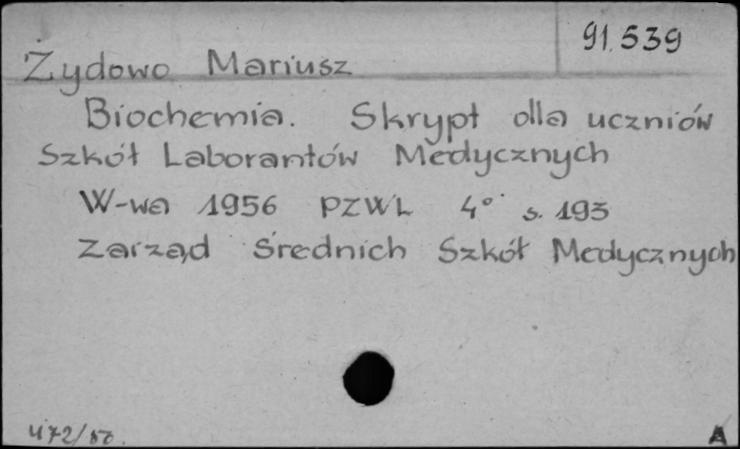 91.539
Żydowo Mariusz
Biochemia. Skrypt dla uczniów
Szkół Laborantów Medycznych
W-wa 1956 PZWL 4° s. 193
Zarząd Średnich Szkół Medycznych
A